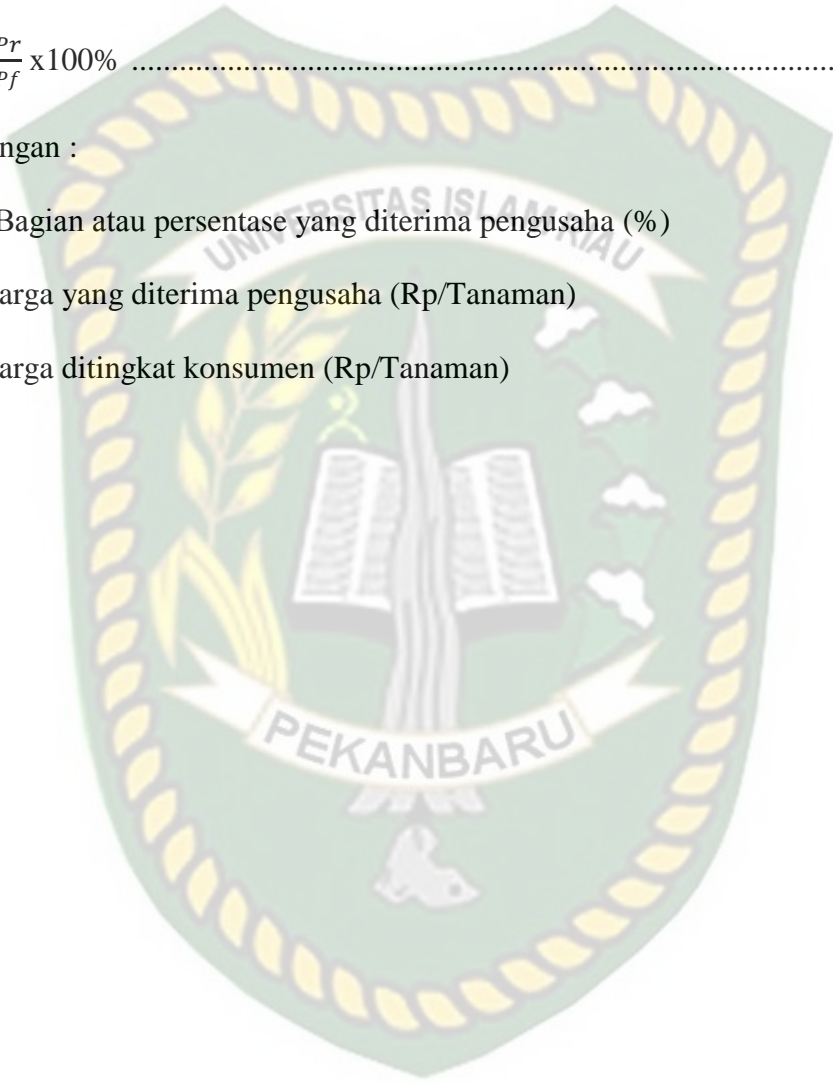 Pr/Pf x100% ........................................................................................
ngan :
Bagian atau persentase yang diterima pengusaha (%)
arga yang diterima pengusaha (Rp/Tanaman)
arga ditingkat konsumen (Rp/Tanaman)
UNIVERSITAS ISLAM RIAU
PEKANBARU